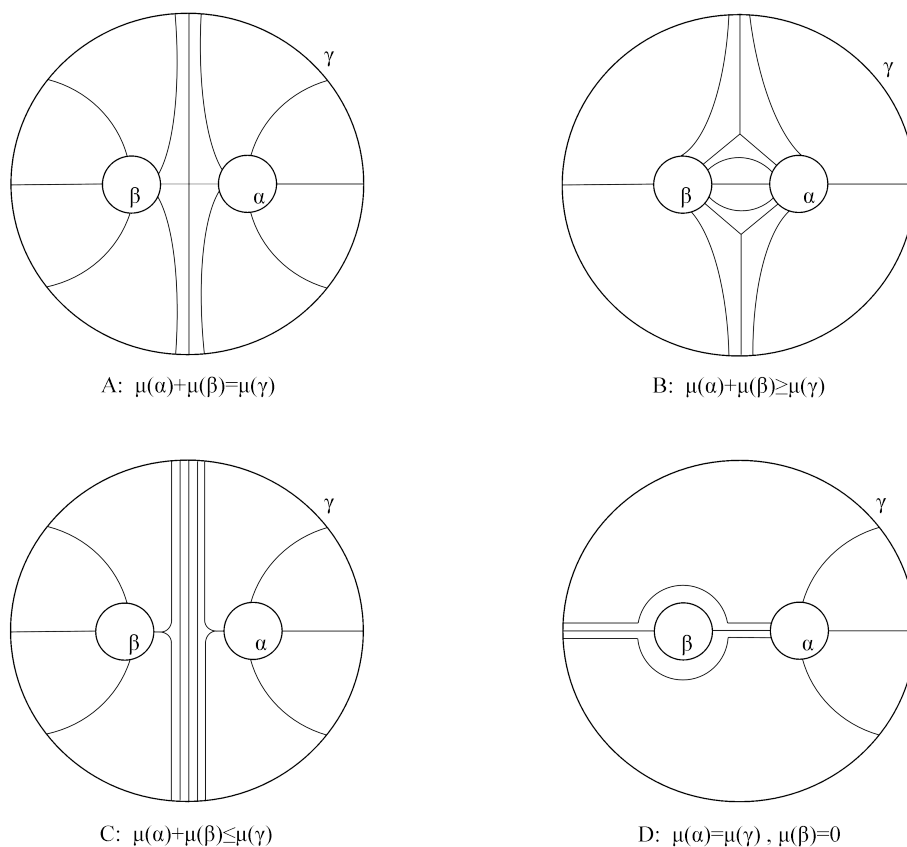 γ
γ
β
α
β
α
A: μ(α)+μ(β)=μ(γ)
B: μ(α)+μ(β)≥μ(γ)
γ
γ
β
α
β
α
C: μ(α)+μ(β)≤μ(γ)
D: μ(α)=μ(γ) , μ(β)=0